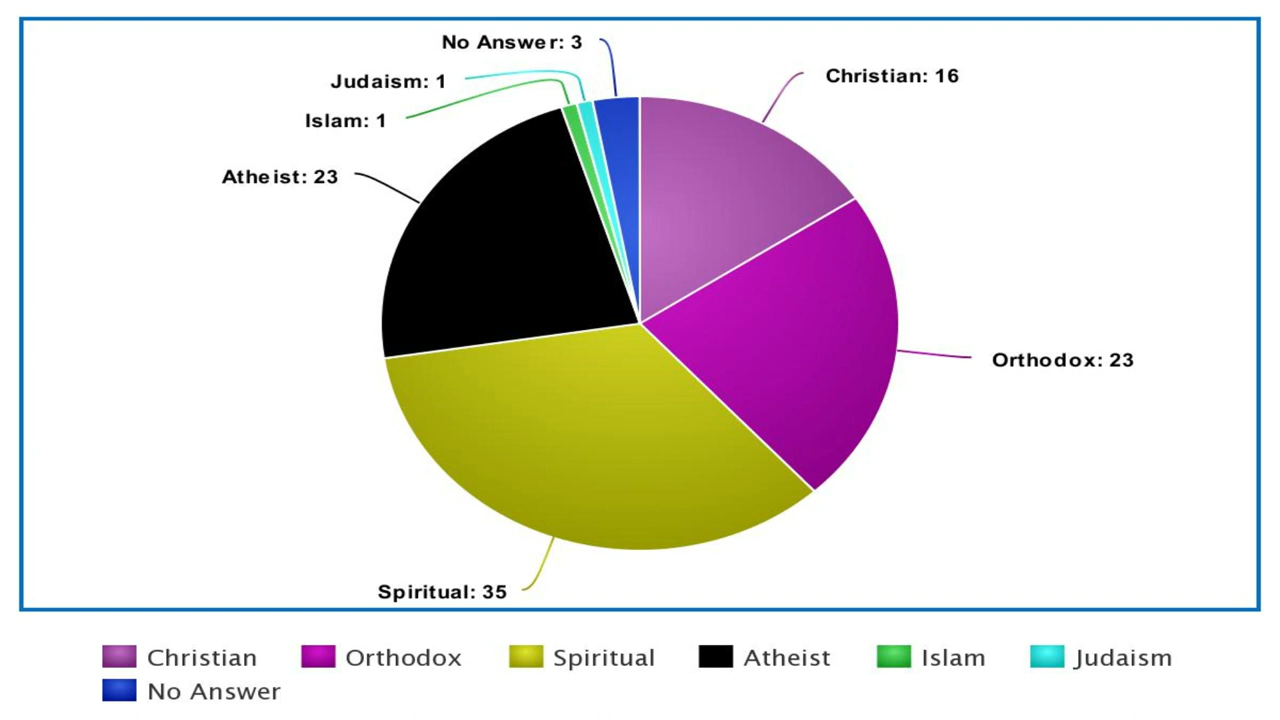 No Answer: 3
Christian: 16
Judaism: 1
Islam: 1
Atheist: 23
Orthodox: 23
Spiritual: 35
Christian Orthodox Spiritual Atheist Islam Judaism
No Answer